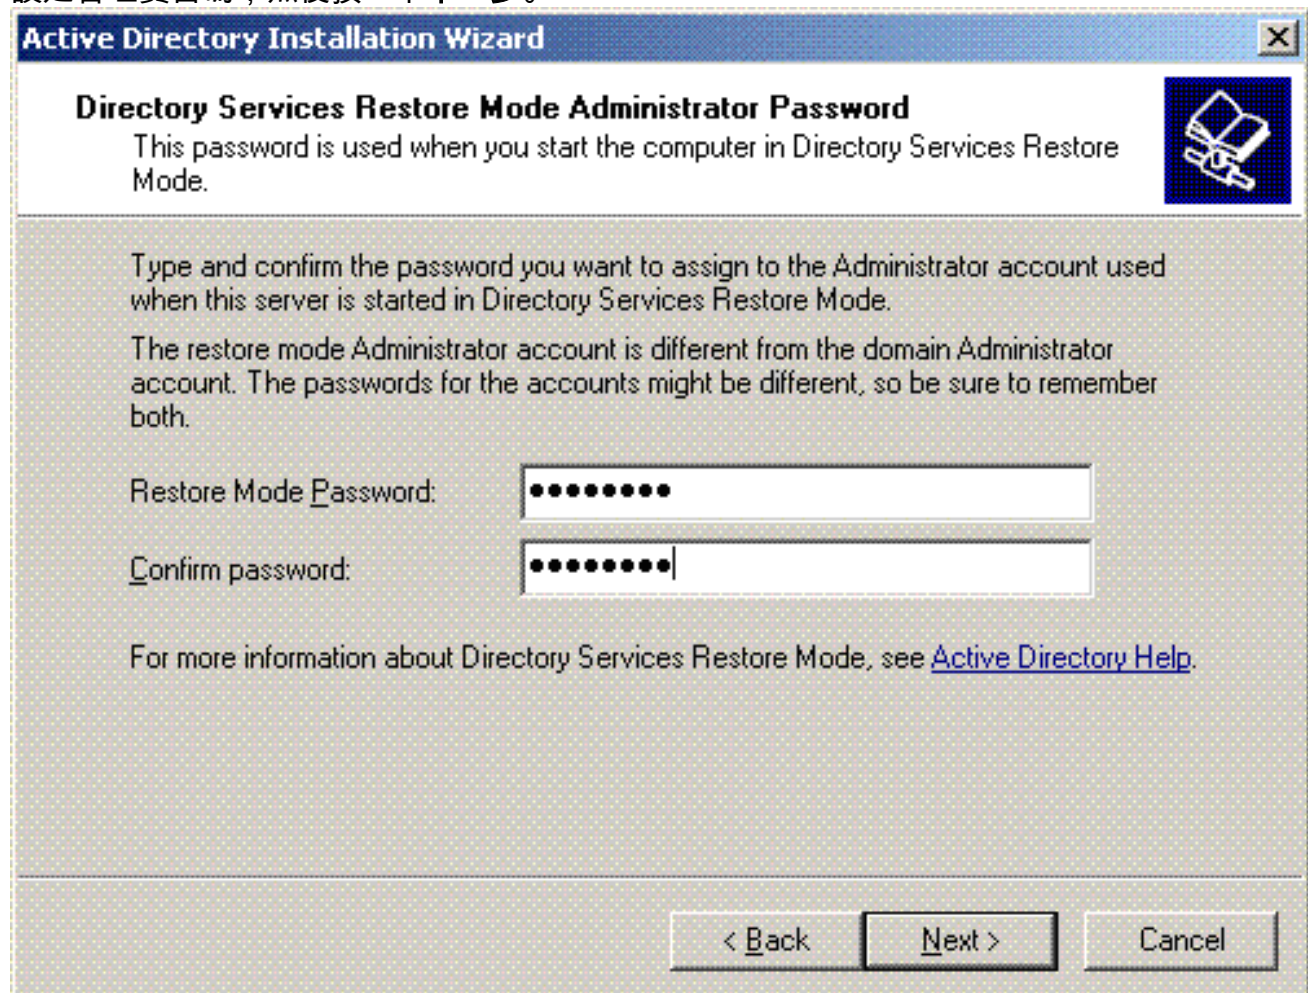 Active Directory Installation Wizard
Directory Services Restore Mode Administrator Password
This password is used when you start the computer in Directory Services Restore
Mode.
Type and confirm the password you want to assign to the Administrator account used
when this server is started in Directory Services Restore Mode.
The restore mode Administrator account is different from the domain Administrator
account. The passwords for the accounts might be different, so be sure to remember
both.
Restore Mode Password:
••••••••
Confirm password:
••••••••
For more information about Directory Services Restore Mode, see Active Directory Help.
< Back
Next >
Cancel